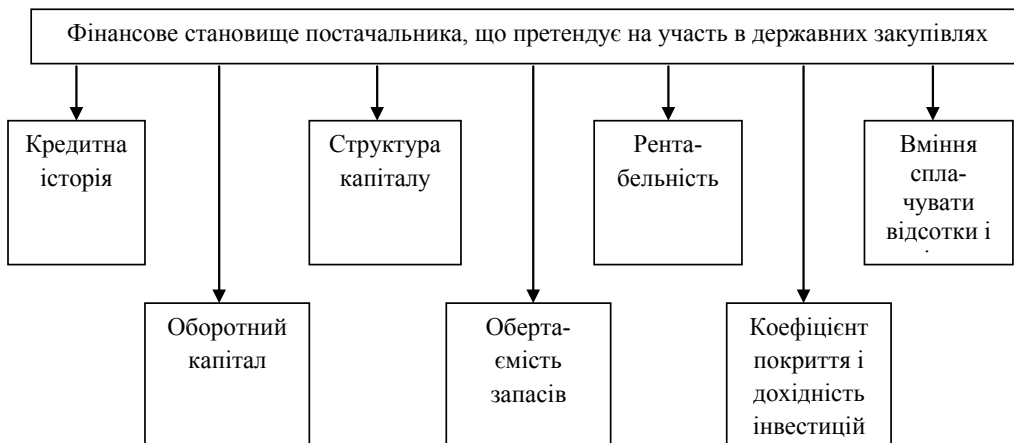 Фінансове становище постачальника, що претендує на участь в державних закупівлях
Кредитна
історія
Структура
капіталу
Рента-
бельність
Вміння
спла-
чувати
відсотки і
Оборотний
капітал
Оберта-
ємість
запасів
Коефіцієнт
покриття і
дохідність
інвестицій